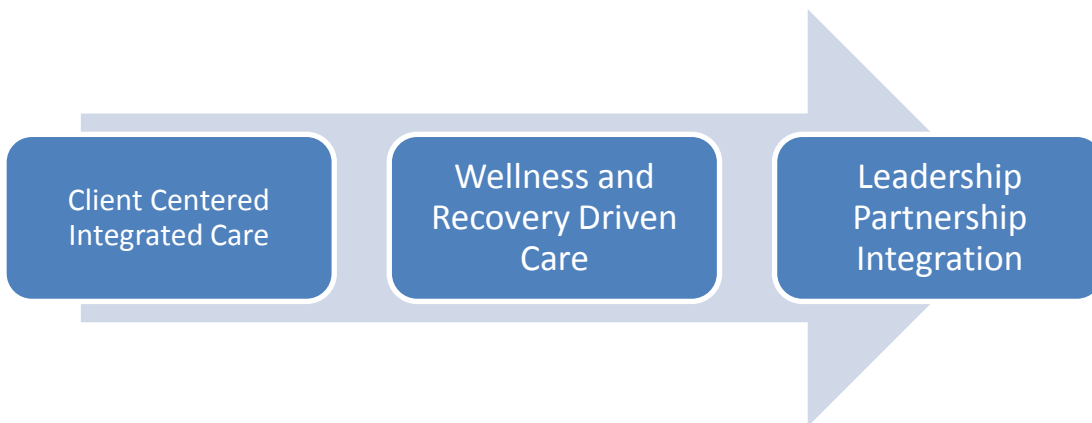 Client Centered
Integrated Care
Wellness and
Recovery Driven
Care
Leadership
Partnership
Integration